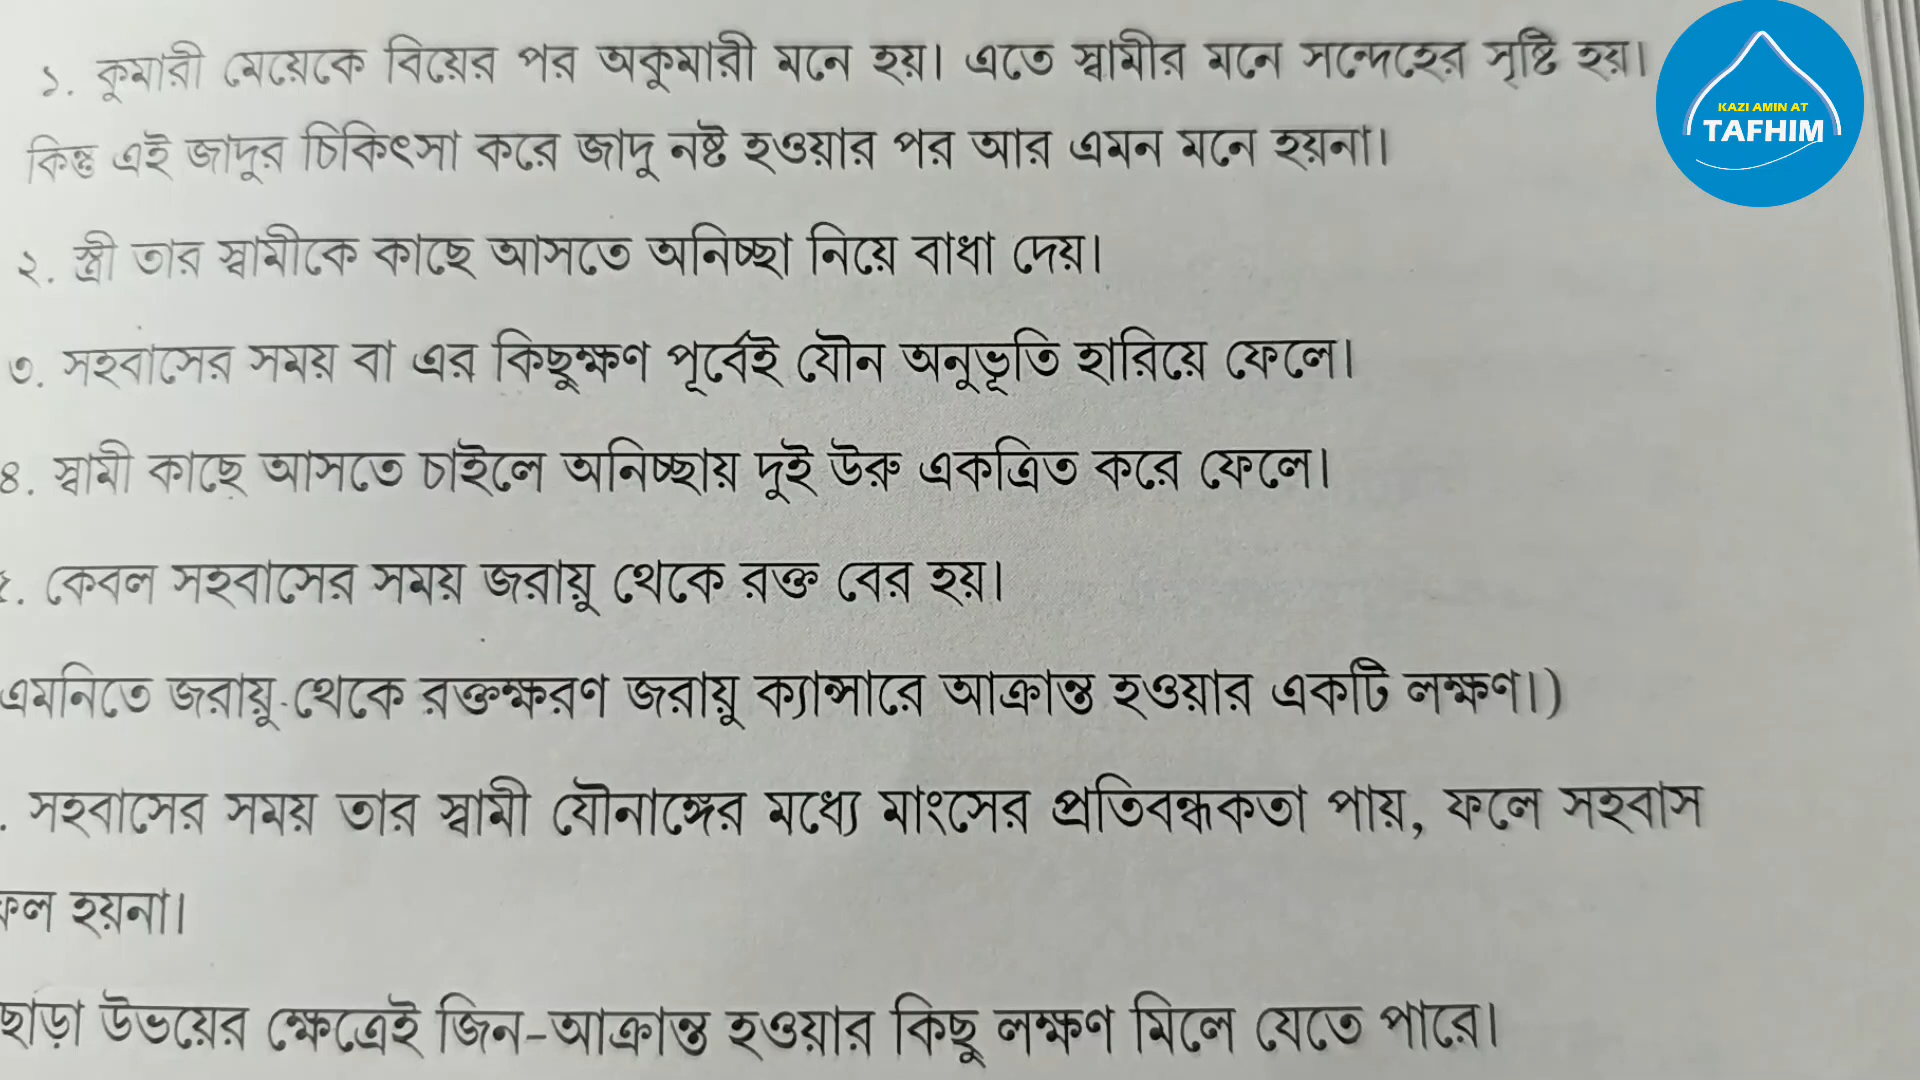 ১. কুমারী মেয়েকে বিয়ের পর অকুমারী মনে হয়। এতে স্বামীর মনে সন্দেহের সৃষ্টি হয়।
KAZI AMIN AT
TAFHIM
কিন্তু এই জাদুর চিকিৎসা করে জাদু নষ্ট হওয়ার পর আর এমন মনে হয়না।
২. স্ত্রী তার স্বামীকে কাছে আসতে অনিচ্ছা নিয়ে বাধা দেয়।
৩. সহবাসের সময় বা এর কিছুক্ষণ পূর্বেই যৌন অনুভূতি হারিয়ে ফেলে।
৪. স্বামী কাছে আসতে চাইলে অনিচ্ছায় দুই উরু একত্রিত করে ফেলে।
. কেবল সহবাসের সময় জরায়ু থেকে রক্ত বের হয়।
এমনিতে জরায়ু থেকে রক্তক্ষরণ জরায়ু ক্যান্সারে আক্রান্ত হওয়ার একটি লক্ষণ।)
. সহবাসের সময় তার স্বামী যৌনাঙ্গের মধ্যে মাংসের প্রতিবন্ধকতা পায়, ফলে সহবাস
হয়না।
ছাড়া উভয়ের ক্ষেত্রেই জিন-আক্রান্ত হওয়ার কিছু লক্ষণ মিলে যেতে পারে।